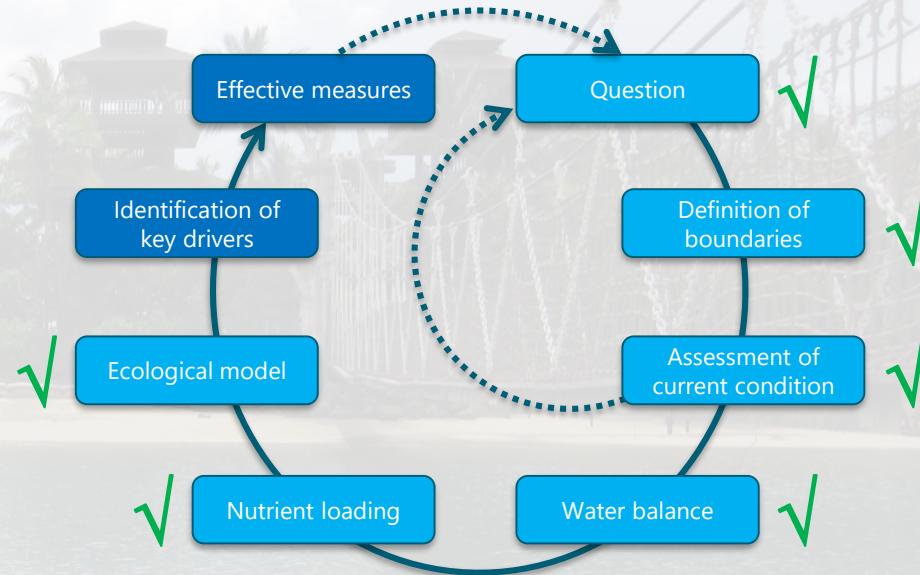 Effective measures
Question
Identification of
key drivers
Definition of
boundaries
Ecological model
Assessment of
current condition
Nutrient loading
Water balance